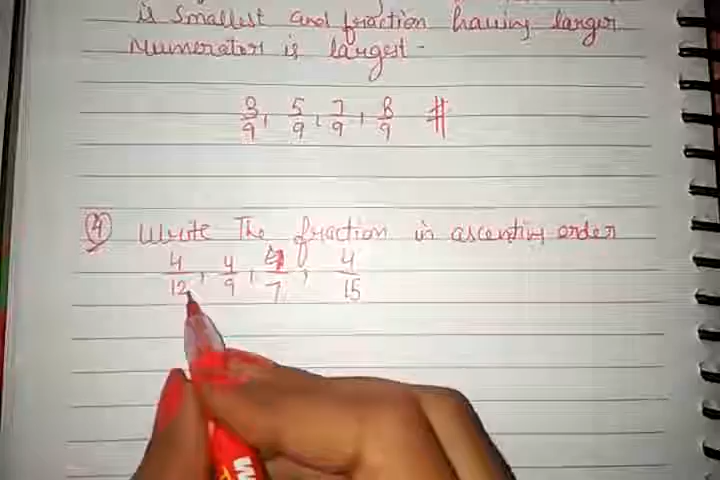 is smallest and fraction having larger
numerator is largest -
3/9, 5/9, 7/9, 8/9 #
(4) Write The fraction in ascenting order
4/12, 4/9, 4/7, 4/15